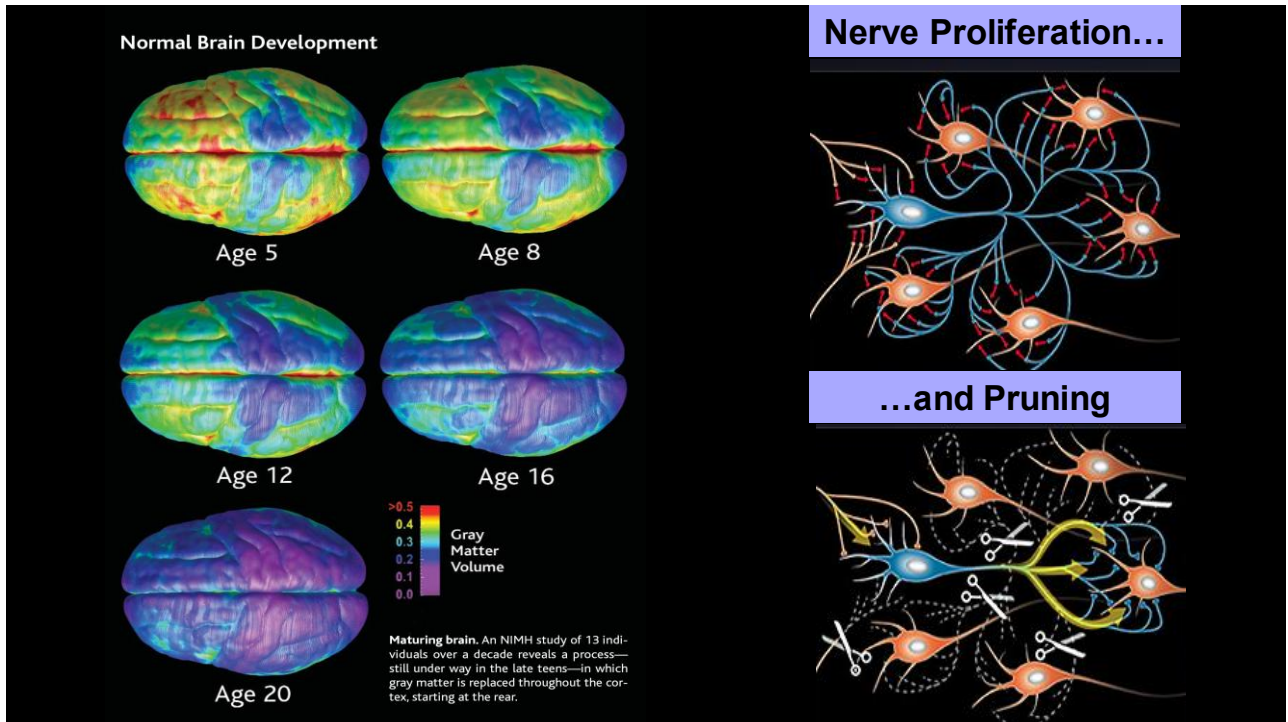 Normal Brain Development
Age 5
Age 8
Age 12
Age 16
Age 20
>0.5
0.4
0.3
0.2
0.1
0.0
Gray
Matter
Volume
Maturing brain. An NIMH study of 13 indi-
viduals over a decade reveals a process—
still under way in the late teens—in which
gray matter is replaced throughout the cor-
tex, starting at the rear.
Nerve Proliferation…
…and Pruning